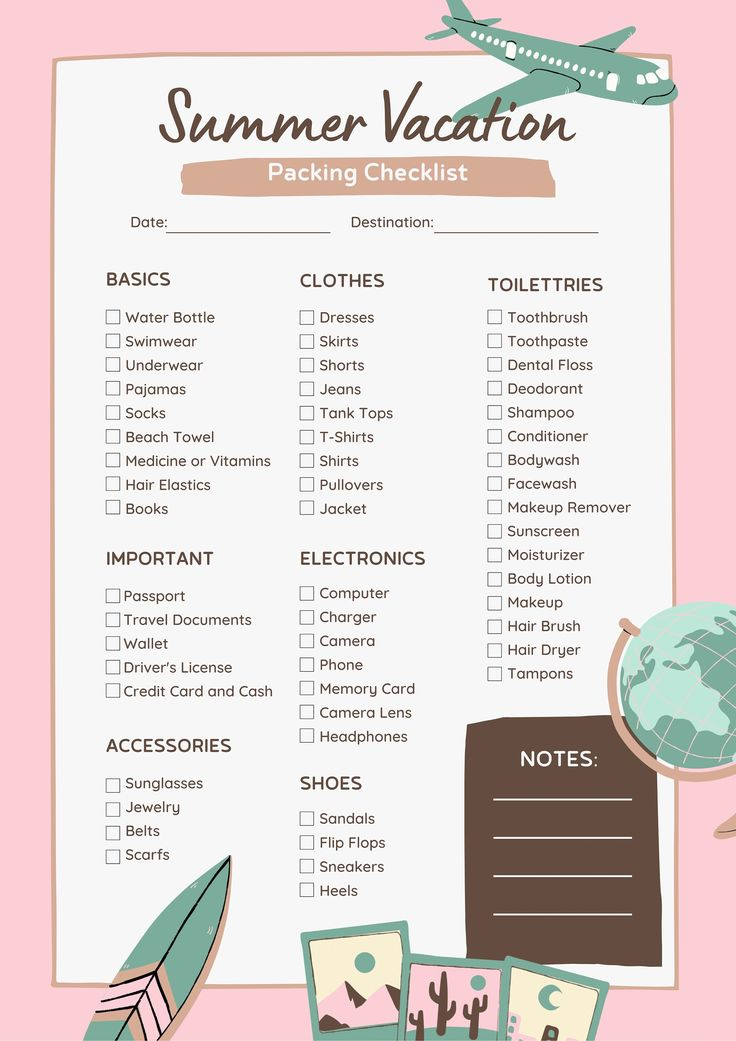 Summer Vacation
Packing Checklist
Date:
Destination:
BASICS
Water Bottle
Swimwear
Underwear
Pajamas
Socks
Beach Towel
Medicine or Vitamins
Hair Elastics
Books
IMPORTANT
Passport
Travel Documents
Wallet
Driver's License
Credit Card and Cash
ACCESSORIES
Sunglasses
Jewelry
Belts
Scarfs
CLOTHES
Dresses
Skirts
Shorts
Jeans
Tank Tops
T-Shirts
Shirts
Pullovers
Jacket
ELECTRONICS
Computer
Charger
Camera
Phone
Memory Card
Camera Lens
Headphones
SHOES
Sandals
Flip Flops
Sneakers
Heels
TOILETTRIES
Toothbrush
Toothpaste
Dental Floss
Deodorant
Shampoo
Conditioner
Bodywash
Facewash
Makeup Remover
Sunscreen
Moisturizer
Body Lotion
Makeup
Hair Brush
Hair Dryer
Tampons
NOTES: